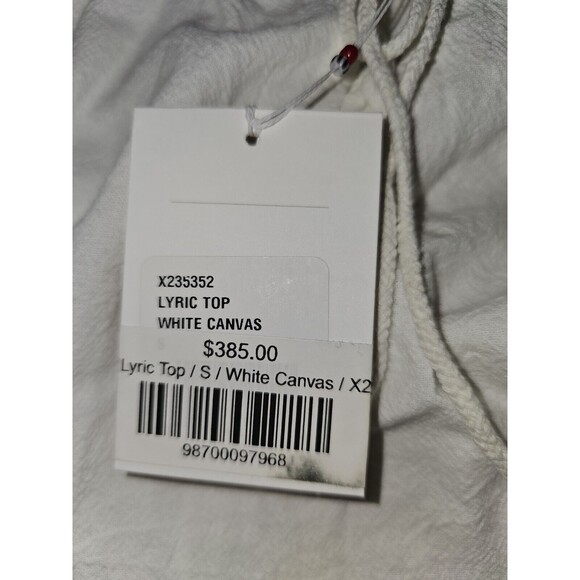 X235352
LYRIC TOP
WHITE CANVAS
$385.00
Lyric Top / S / White Canvas / X2
98700097968